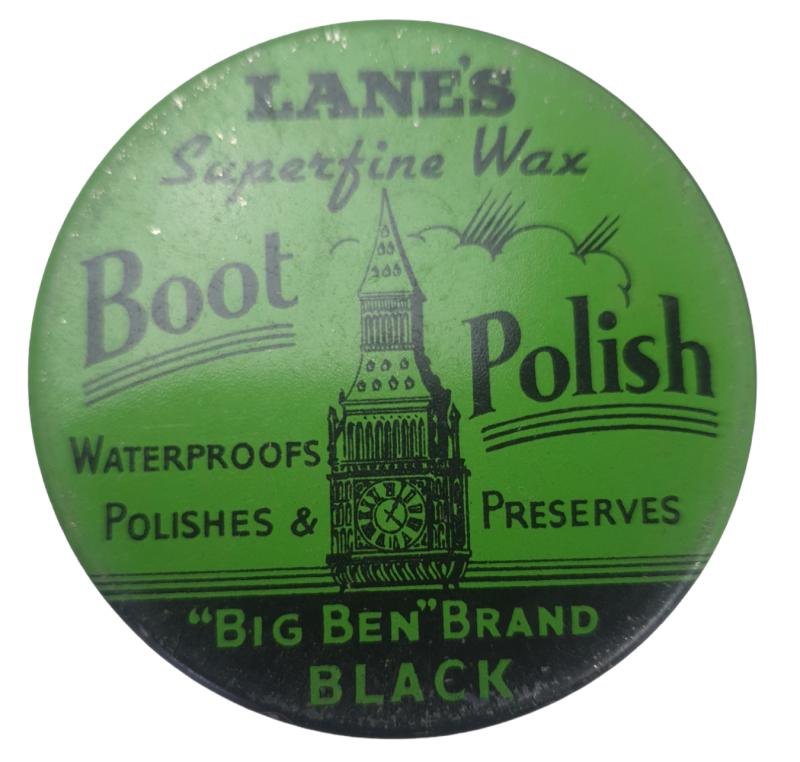 LANE'S
Superfine Wax
Boot
Polish
WATERPROOFS
POLISHES & PRESERVES
"BIG BEN" BRAND
BLACK